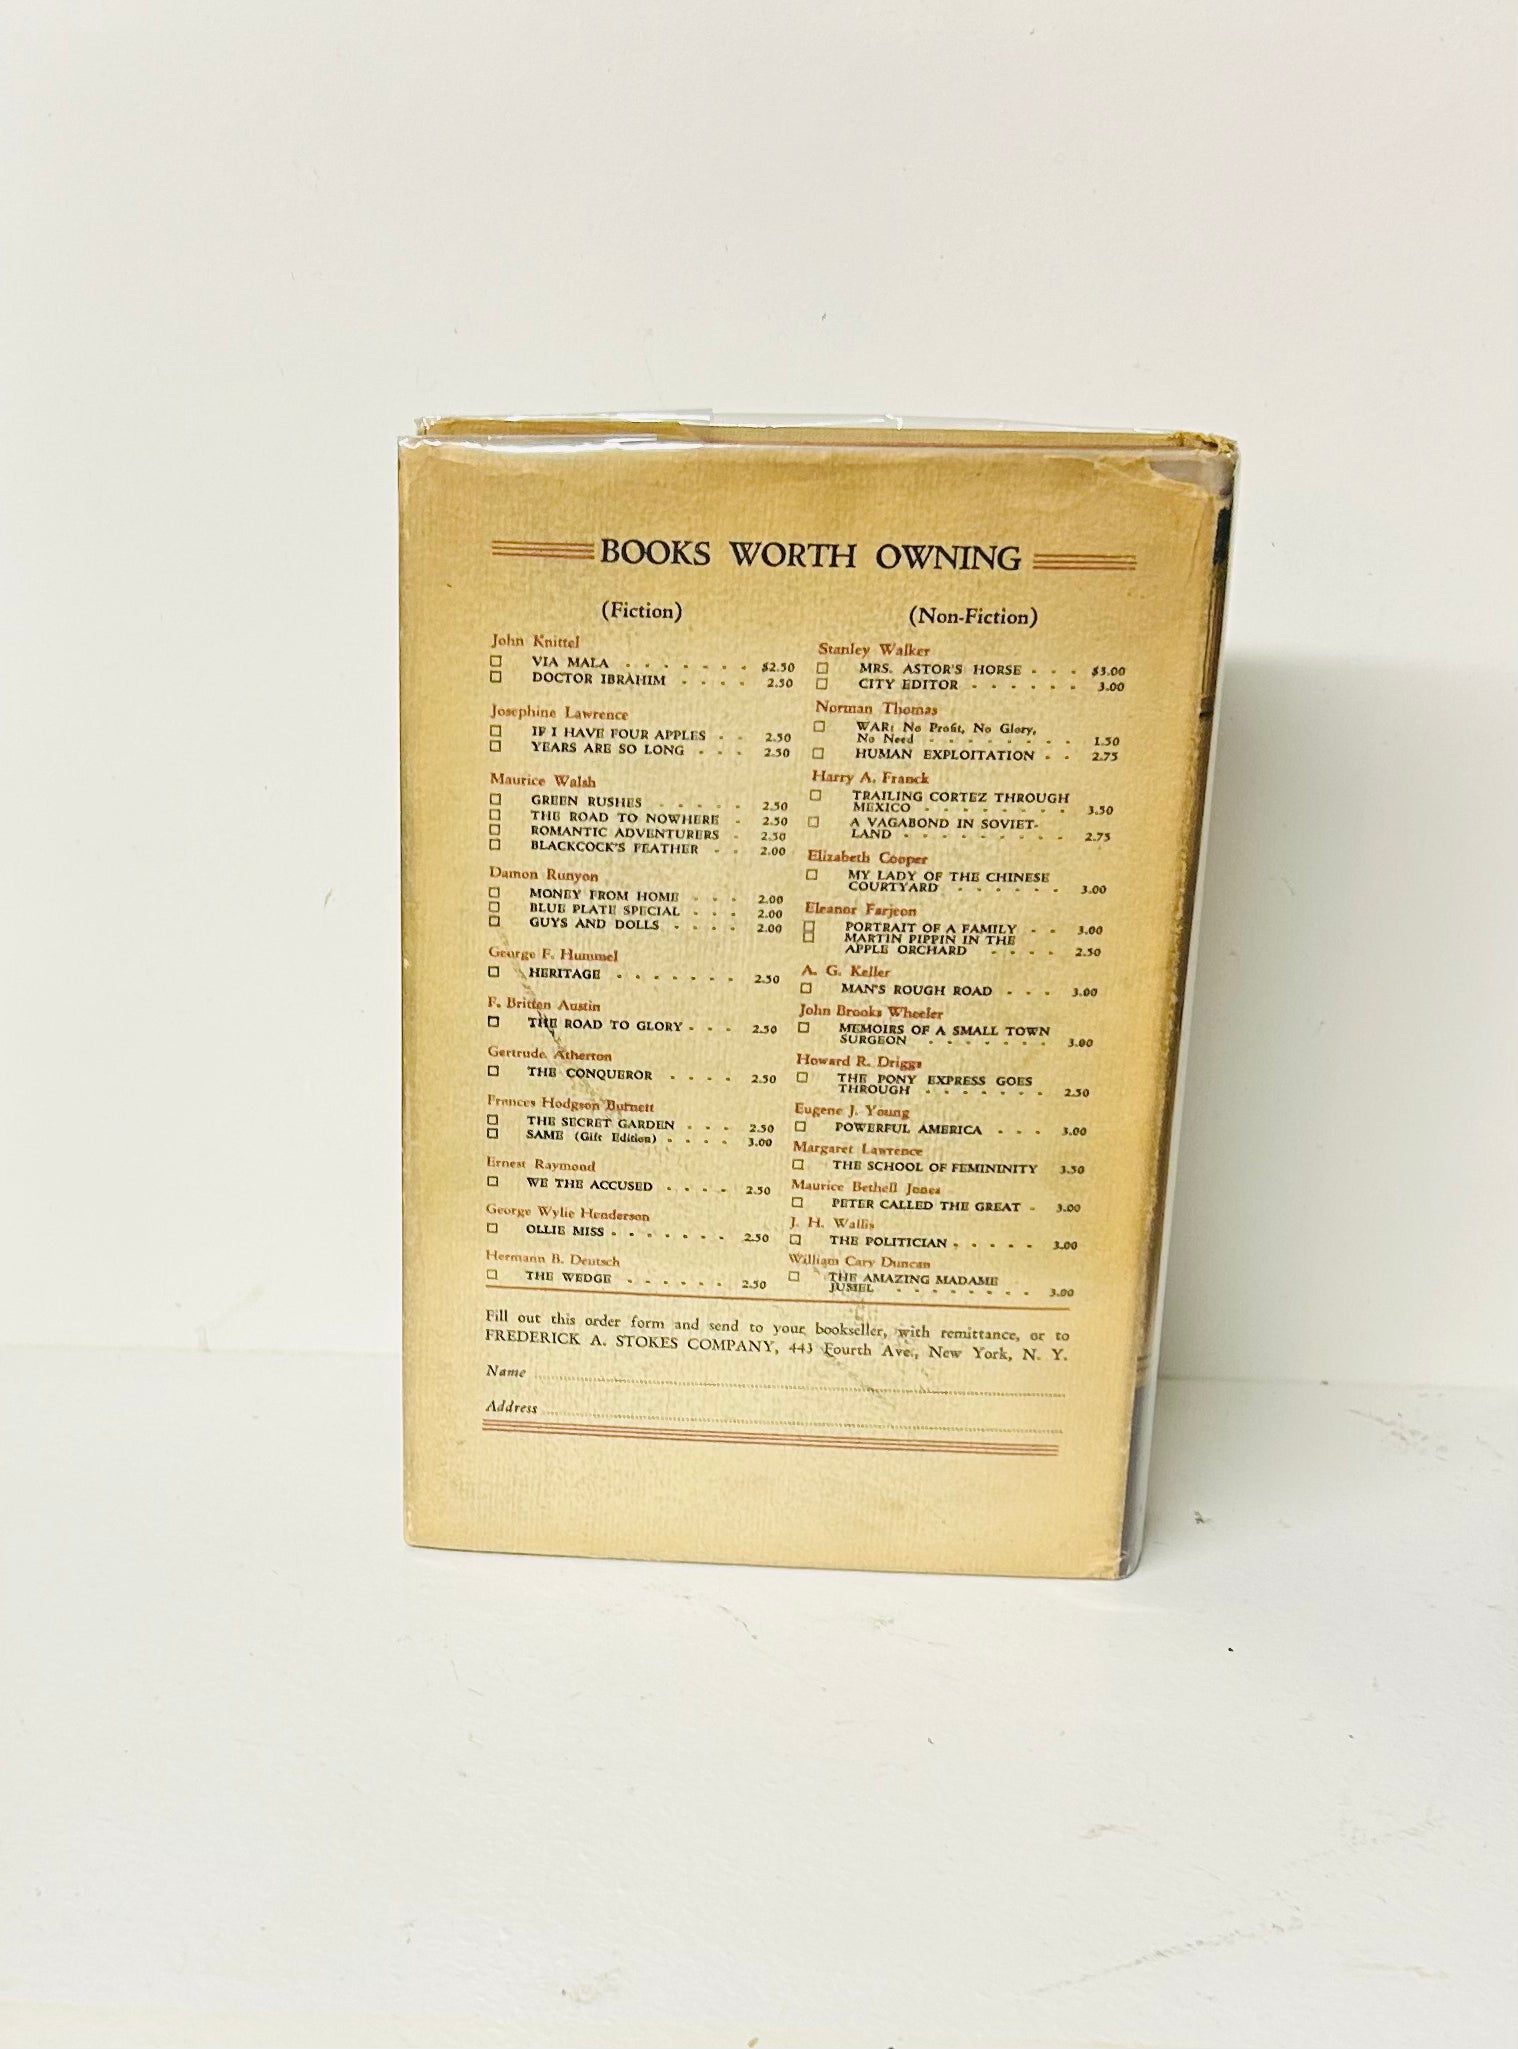 BOOKS WORTH OWNING
(Fiction)
John Knittel
VIA MALA . . . . . . . $2.50
DOCTOR IBRAHIM . . . . 2.50
Josephine Lawrence
IF I HAVE FOUR APPLES . . 2.50
YEARS ARE SO LONG . . . 2.50
Maurice Walsh
GREEN RUSHES . . . . . 2.50
THE ROAD TO NOWHERE . 2.50
ROMANTIC ADVENTURERS . 2.50
BLACKCOCK'S FEATHER . . 2.00
Damon Runyon
MONEY FROM HOME . . . 2.00
BLUE PLATE SPECIAL . . . 2.00
GUYS AND DOLLS . . . . 2.00
George F. Hummel
HERITAGE . . . . . . . 2.50
F. Britten Austin
THE ROAD TO GLORY . . . 2.50
Gertrude Atherton
THE CONQUEROR . . . . 2.50
Frances Hodgson Burnett
THE SECRET GARDEN . . . 2.50
SAME (Gift Edition) . . . . 3.00
Ernest Raymond
WE THE ACCUSED . . . . 2.50
George Wylie Henderson
OLLIE MISS . . . . . . . 2.50
Hermann B. Deutsch
THE WEDGE . . . . . . 2.50
(Non-Fiction)
Stanley Walker
MRS. ASTOR'S HORSE . . . $3.00
CITY EDITOR . . . . . . 3.00
Norman Thomas
WAR: No Profit, No Glory,
No Need . . . . . . . . 1.50
HUMAN EXPLOITATION . . 2.75
Harry A. Franck
TRAILING CORTEZ THROUGH
MEXICO . . . . . . . . 3.50
A VAGABOND IN SOVIET-
LAND . . . . . . . . . 2.75
Elizabeth Cooper
MY LADY OF THE CHINESE
COURTYARD . . . . . . 3.00
Eleanor Farjeon
PORTRAIT OF A FAMILY . . 3.00
MARTIN PIPPIN IN THE
APPLE ORCHARD . . . . 2.50
A. G. Keller
MAN'S ROUGH ROAD . . . 3.00
John Brooks Wheeler
MEMOIRS OF A SMALL TOWN
SURGEON . . . . . . . 3.00
Howard R. Driggs
THE PONY EXPRESS GOES
THROUGH . . . . . . . 2.50
Eugene J. Young
POWERFUL AMERICA . . . 3.00
Margaret Lawrence
THE SCHOOL OF FEMININITY 3.50
Maurice Bethell Jones
PETER CALLED THE GREAT . 3.00
J. H. Wallis
THE POLITICIAN . . . . . 3.00
William Cary Duncan
THE AMAZING MADAME
JUMEL . . . . . . . . 3.00
Fill out this order form and send to your bookseller, with remittance, or to
FREDERICK A. STOKES COMPANY, 443 Fourth Ave., New York, N. Y.
Name
Address